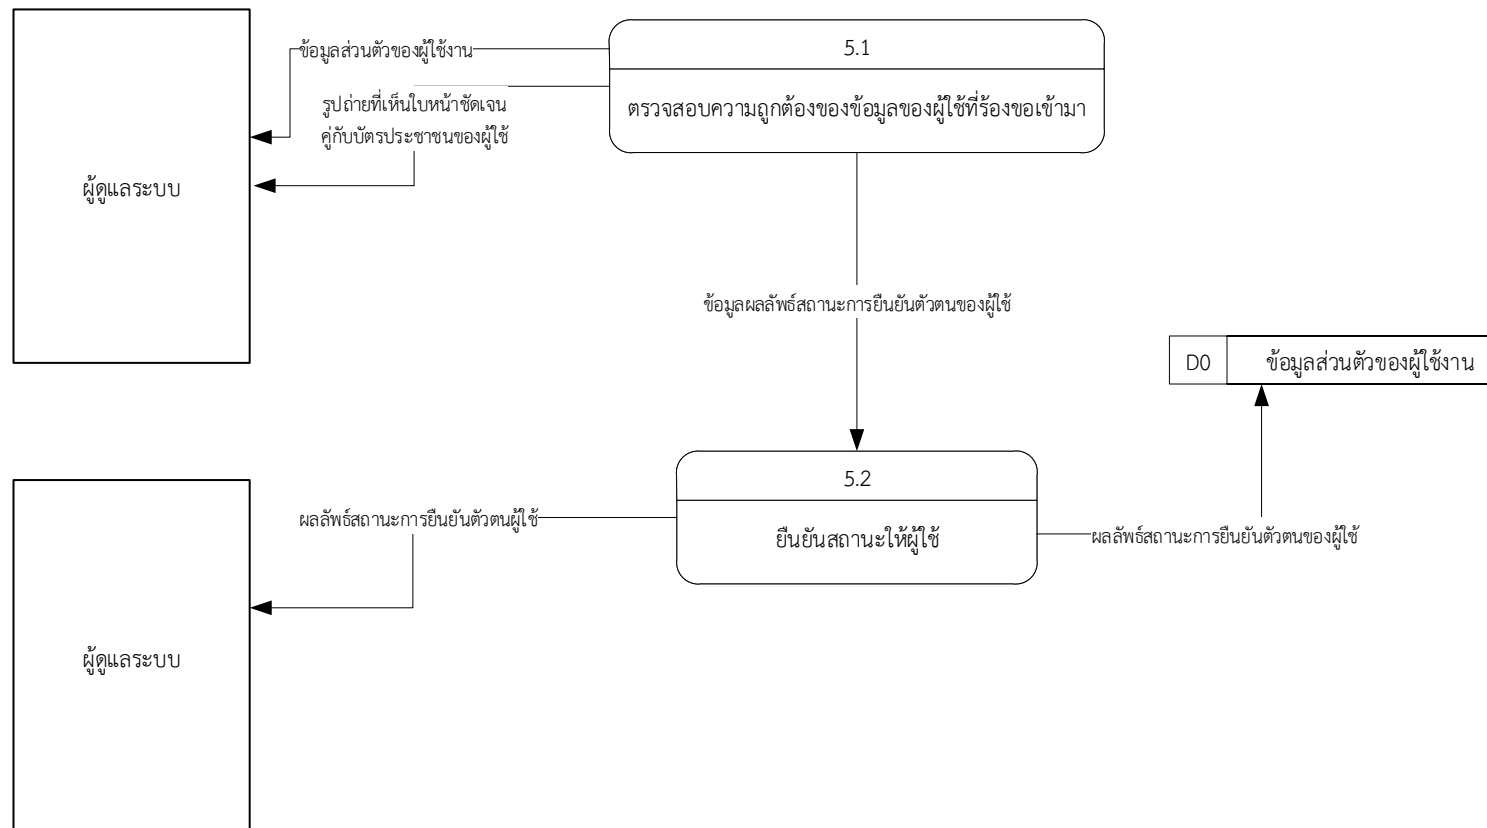 5.1
ข้อมูลส่วนตัวของผู้ใช้งาน
รูปถ่ายที่เห็นใบหน้าชัดเจน
คู่กับบัตรประชาชนของผู้ใช้
ตรวจสอบความถูกต้องของข้อมูลของผู้ใช้ที่ร้องขอเข้ามา
ผู้ดูแลระบบ
ข้อมูลผลลัพธ์สถานะการยืนยันตัวตนของผู้ใช้
D0
ข้อมูลส่วนตัวของผู้ใช้งาน
5.2
ผลลัพธ์สถานะการยืนยันตัวตนผู้ใช้
ยืนยันสถานะให้ผู้ใช้
ผลลัพธ์สถานะการยืนยันตัวตนของผู้ใช้
ผู้ดูแลระบบ